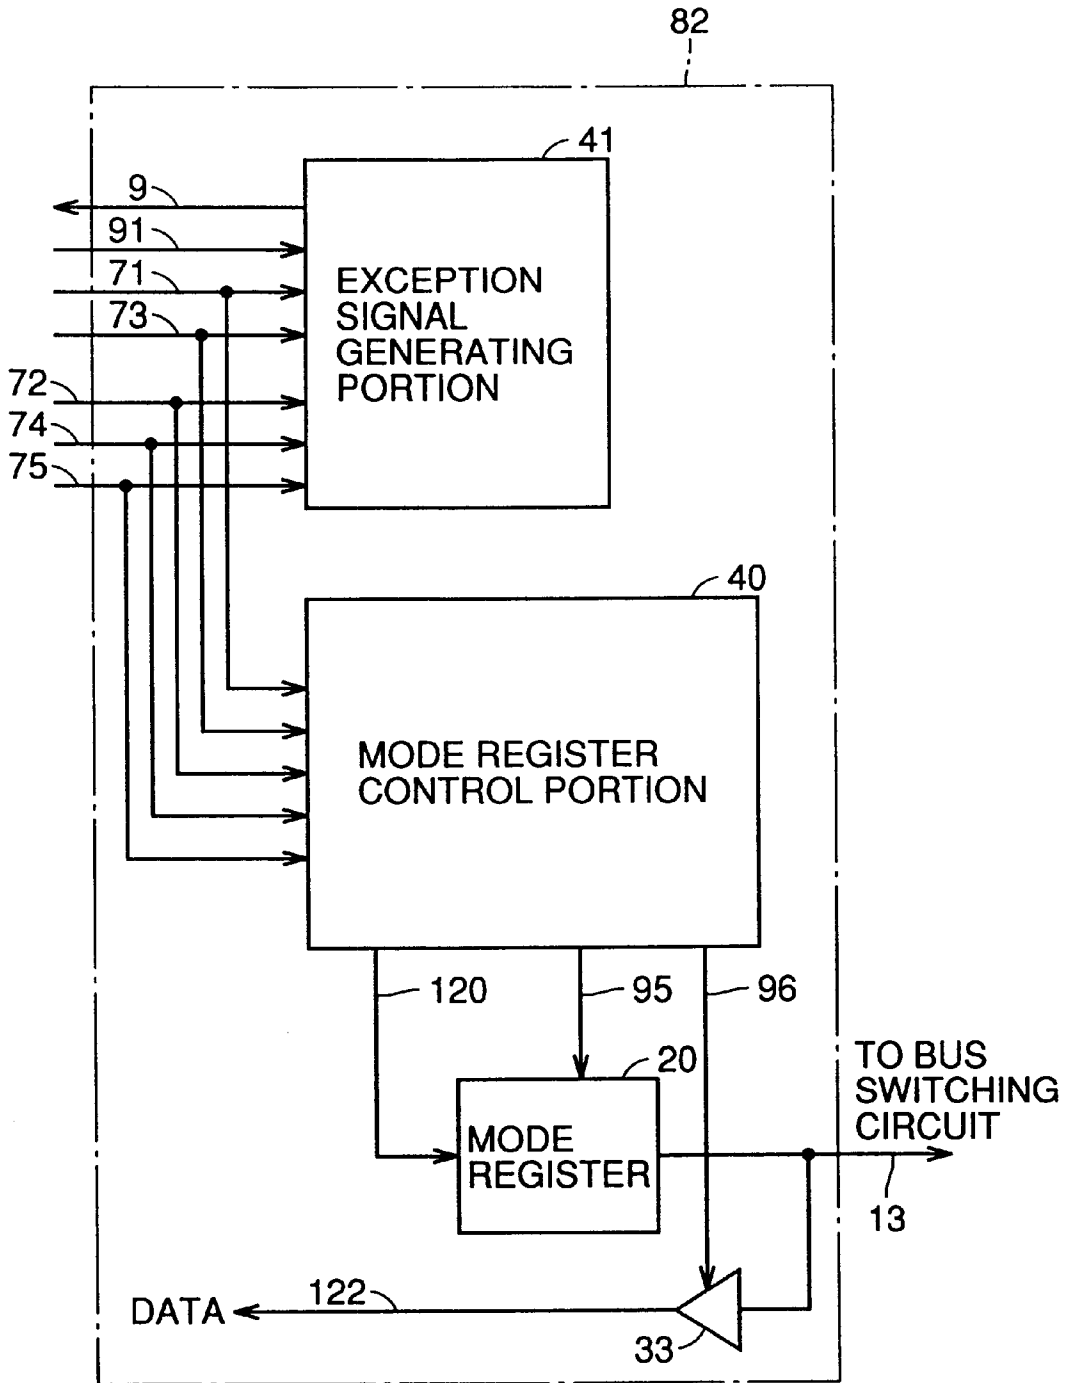 82
41
9
91
71
73
72
74
75
EXCEPTION
SIGNAL
GENERATING
PORTION
40
MODE REGISTER
CONTROL PORTION
120
95
96
20
MODE
REGISTER
TO BUS
SWITCHING
CIRCUIT
13
DATA
122
33